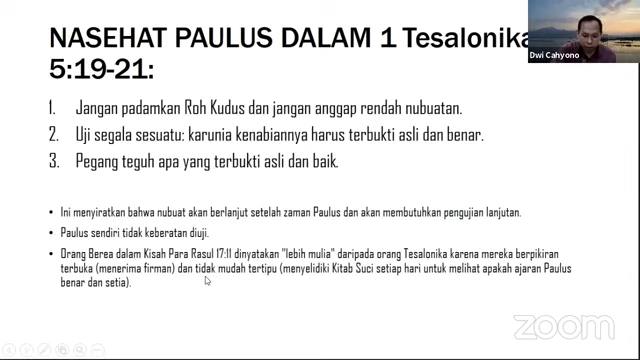 NASEHAT PAULUS DALAM 1 Tesalonika
5:19-21:
1. Jangan padamkan Roh Kudus dan jangan anggap rendah nubuatan.
2. Uji segala sesuatu: karunia kenabiannya harus terbukti asli dan benar.
3. Pegang teguh apa yang terbukti asli dan baik.
• Ini menyiratkan bahwa nubuat akan berlanjut setelah zaman Paulus dan akan membutuhkan pengujian lanjutan.
• Paulus sendiri tidak keberatan diuji.
• Orang Berea dalam Kisah Para Rasul 17:11 dinyatakan "lebih mulia" daripada orang Tesalonika karena mereka berpikiran
terbuka (menerima firman) dan tidak mudah tertipu (menyelidiki Kitab Suci setiap hari untuk melihat apakah ajaran Paulus
benar dan setia).
Dwi Cahyono
zoom